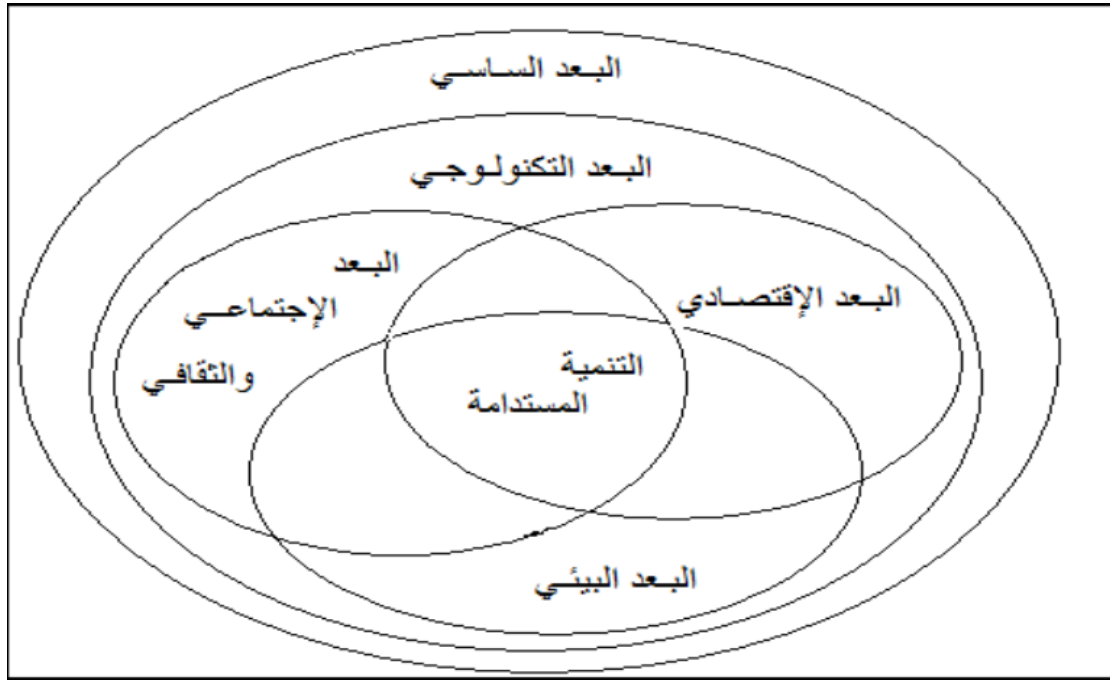 البعد الساسي
البعد التكنولوجي
البعد
الإجتماعي
والثقافي
البعد الإقتصادي
التنمية
المستدامة
البعد البيئي